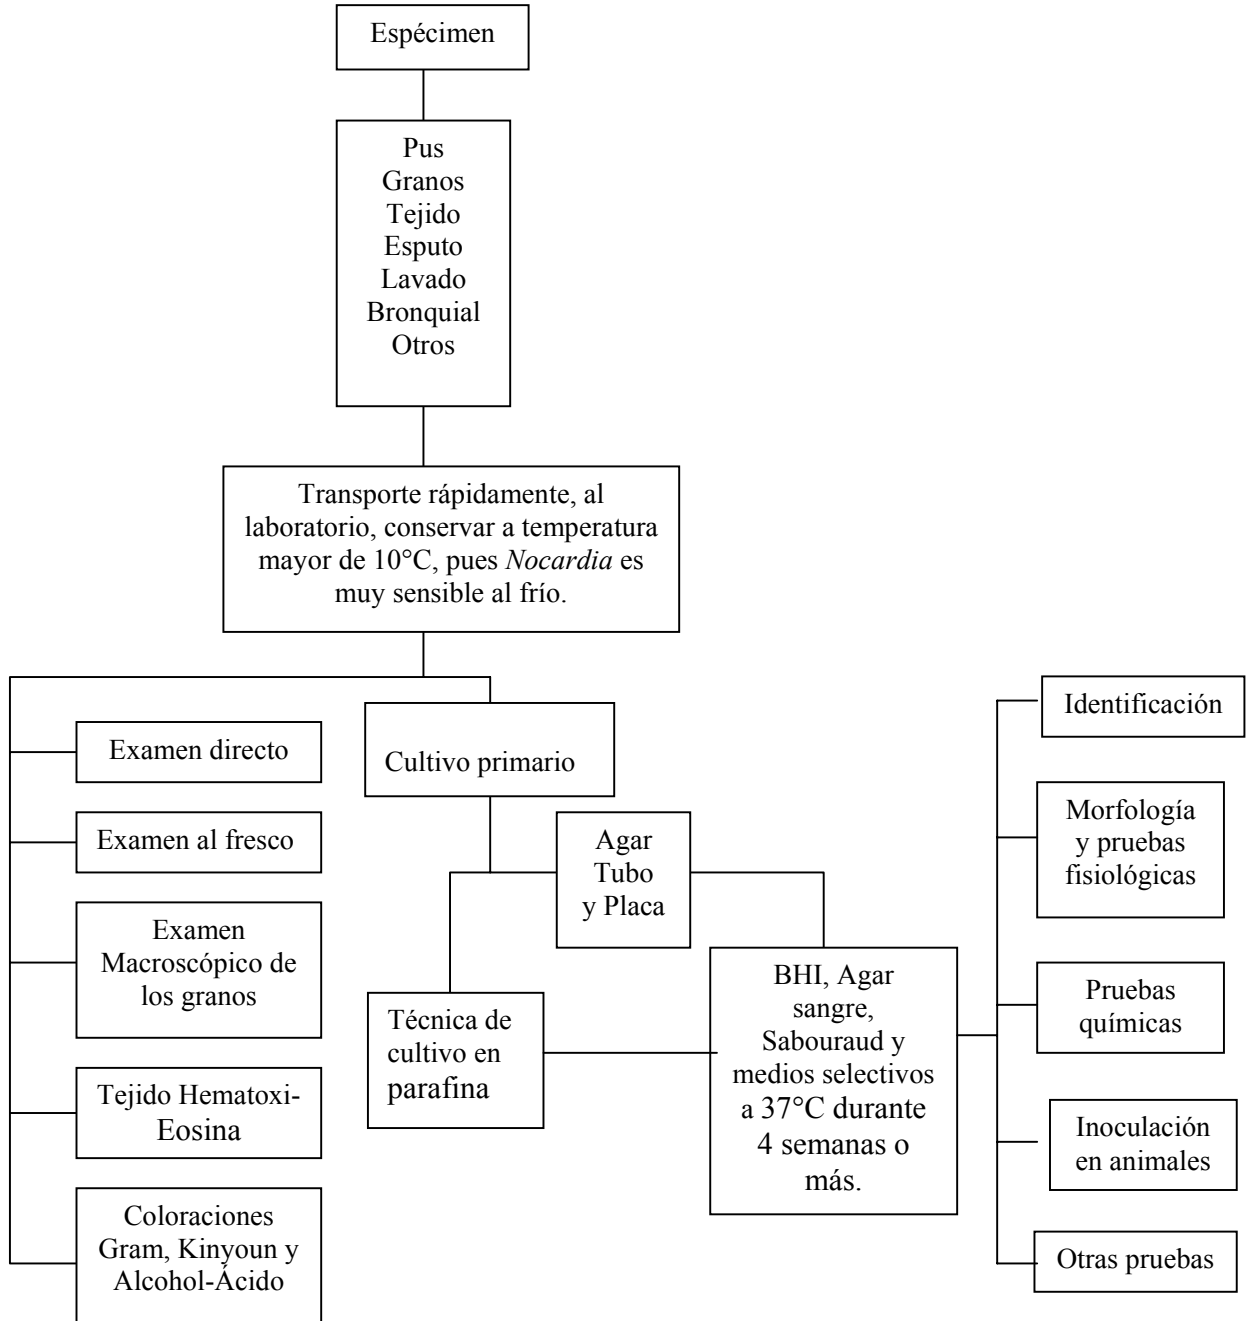 Espécimen
Pus
Granos
Tejido
Esputo
Lavado
Bronquial
Otros
Transporte rápidamente, al
laboratorio, conservar a temperatura
mayor de 10°C, pues Nocardia es
muy sensible al frío.
Examen directo
Examen al fresco
Examen
Macroscópico de
los granos
Tejido Hematoxi-
Eosina
Coloraciones
Gram, Kinyoun y
Alcohol-Ácido
Cultivo primario
Agar
Tubo
y Placa
Técnica de
cultivo en
parafina
BHI, Agar
sangre,
Sabouraud y
medios selectivos
a 37°C durante
4 semanas o
más.
Identificación
Morfología
y pruebas
fisiológicas
Pruebas
químicas
Inoculación
en animales
Otras pruebas